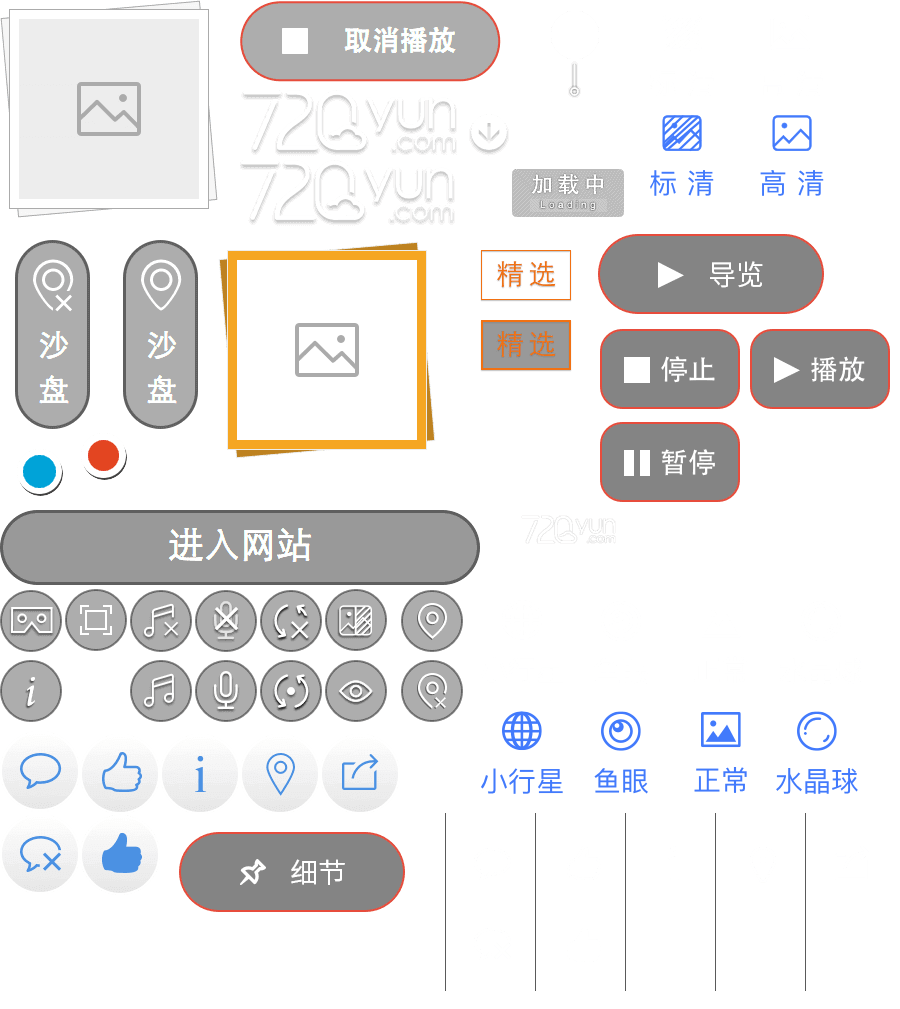 取消播放
720yun
.com
720yun
.com
加载中
Loading
标清
高清
沙
盘
沙
盘
精选
精选
导览
停止
播放
暂停
进入网站
720yun
.com
i
小行星
鱼眼
正常
水晶球
i
细节